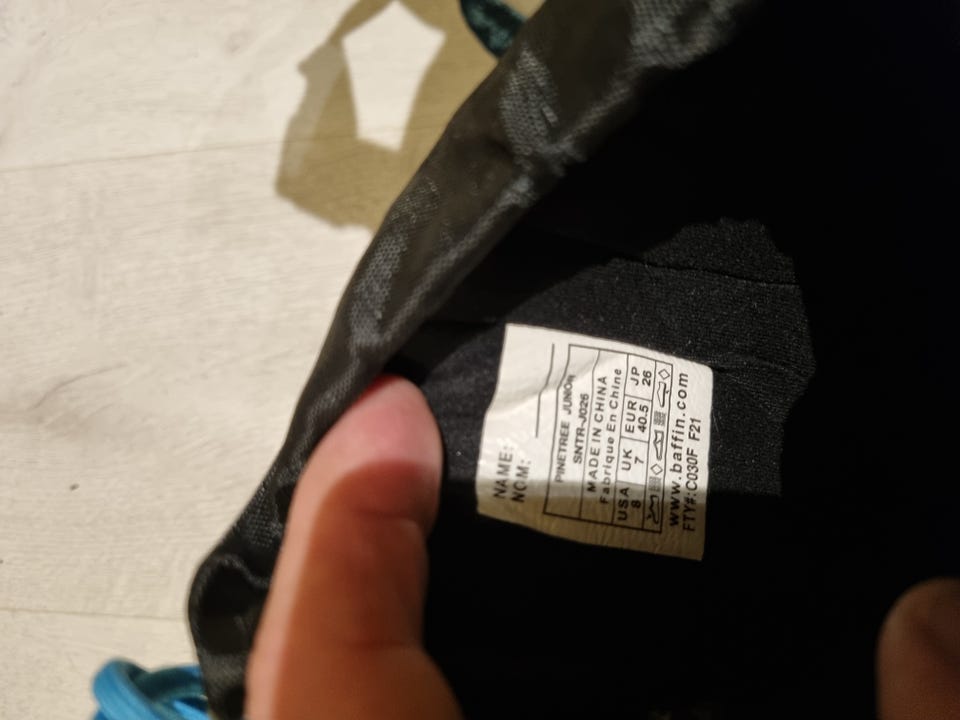 NAME:
NOM:
PINETREE JUNIOR
SNTR-J026
MADE IN CHINA
Fabrique En Chine
USA UK EUR JP
8 7 40.5 26
www.baffin.com
FTY#:C030F F21